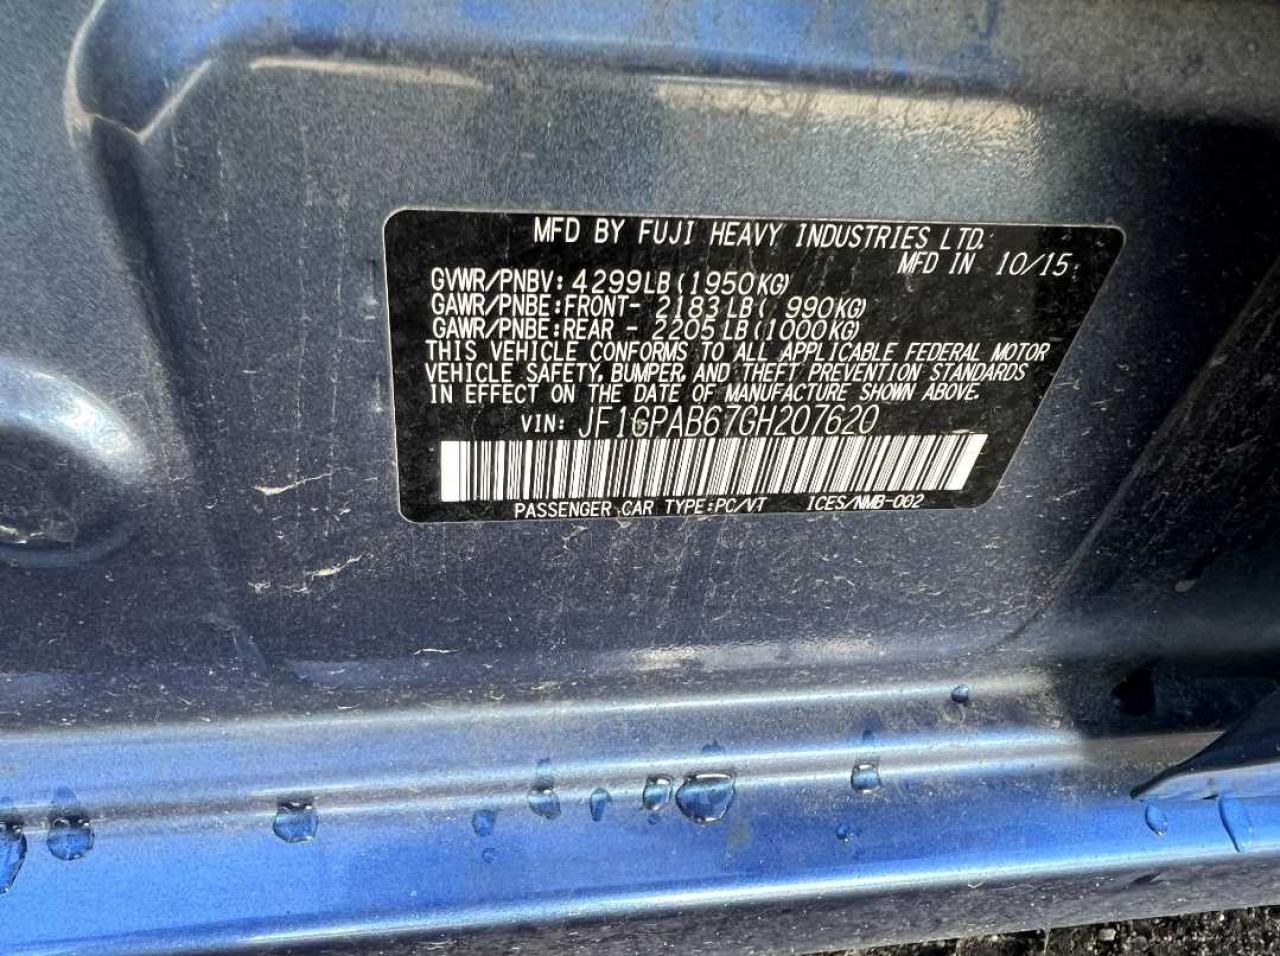 MFD BY FUJI HEAVY INDUSTRIES LTD.
MFD IN 10/15
GVWR/PNBV: 4299LB (1950KG)
GAWR/PNBE:FRONT- 2183LB ( 990KG)
GAWR/PNBE:REAR - 2205LB (1000KG)
THIS VEHICLE CONFORMS TO ALL APPLICABLE FEDERAL MOTOR
VEHICLE SAFETY, BUMPER, AND THEFT PREVENTION STANDARDS
IN EFFECT ON THE DATE OF MANUFACTURE SHOWN ABOVE.
VIN: JF1GPAB67GH207620
PASSENGER CAR TYPE:PC/VT ICES/NMB-002